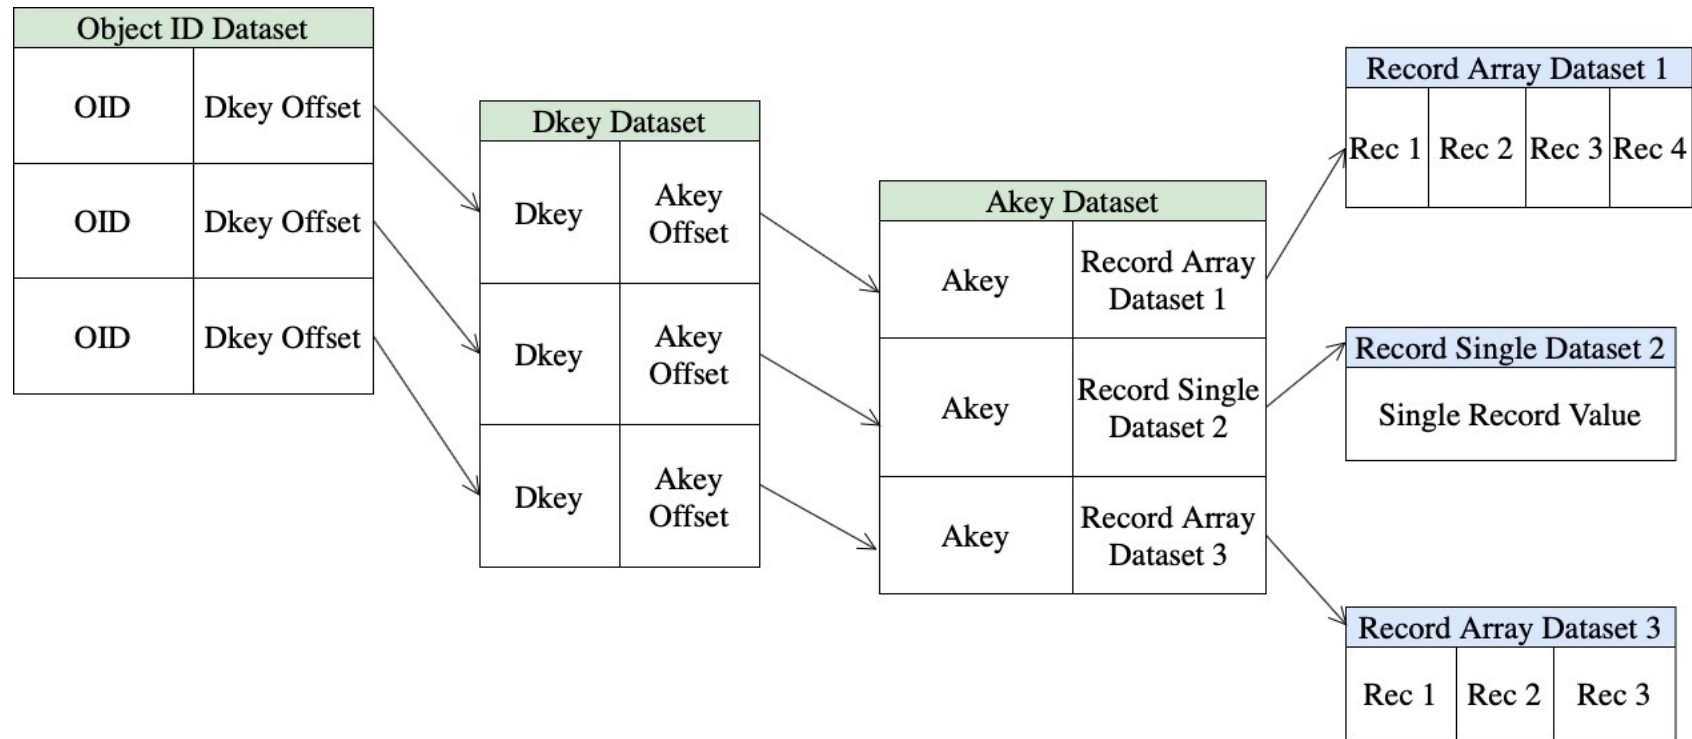 Object ID Dataset
OID
Dkey Offset
OID
Dkey Offset
OID
Dkey Offset
Dkey Dataset
Dkey
Akey
Offset
Dkey
Akey
Offset
Dkey
Akey
Offset
Akey Dataset
Akey
Record Array
Dataset 1
Akey
Record Single
Dataset 2
Akey
Record Array
Dataset 3
Record Array Dataset 1
Rec 1
Rec 2
Rec 3
Rec 4
Record Single Dataset 2
Single Record Value
Record Array Dataset 3
Rec 1
Rec 2
Rec 3